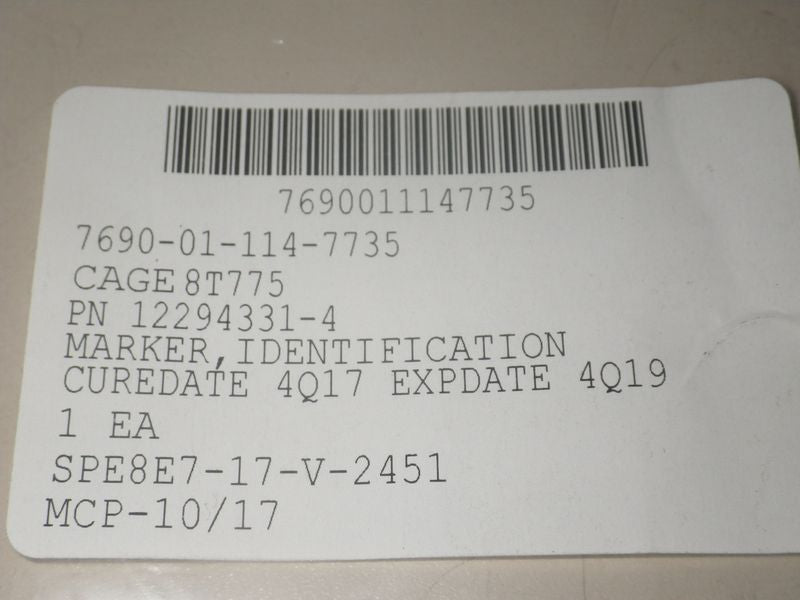 7690011147735
7690-01-114-7735
CAGE 8T775
PN 12294331-4
MARKER,IDENTIFICATION
CUREDATE 4Q17 EXPDATE 4Q19
1 EA
SPE8E7-17-V-2451
MCP-10/17